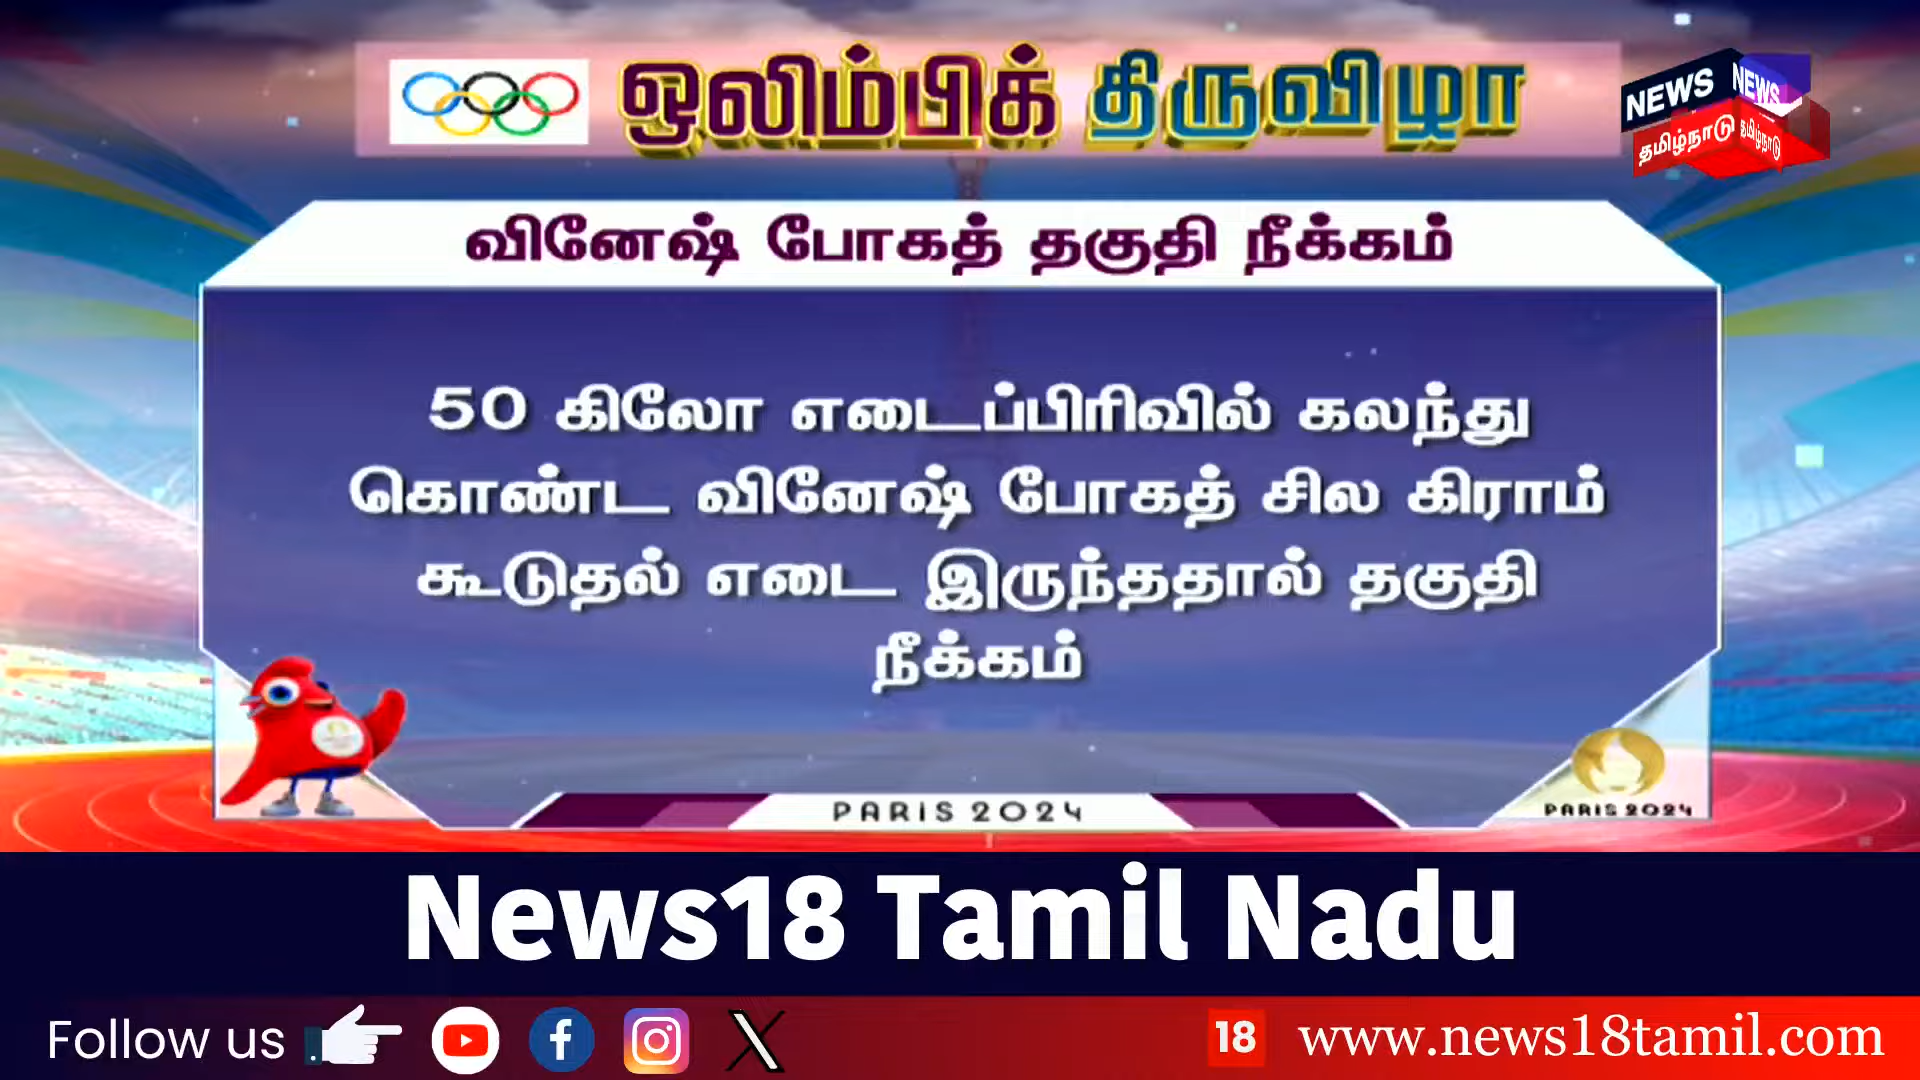 ஒலிம்பிக் திருவிழா
NEWS NEWS
தமிழ்நாடு தமிழ்நாடு
வினேஷ் போகத் தகுதி நீக்கம்
50 கிலோ எடைப்பிரிவில் கலந்து
கொண்ட வினேஷ் போகத் சில கிராம்
கூடுதல் எடை இருந்ததால் தகுதி
நீக்கம்
PARIS 2024
PARIS 2024
News18 Tamil Nadu
Follow us
18 www.news18tamil.com